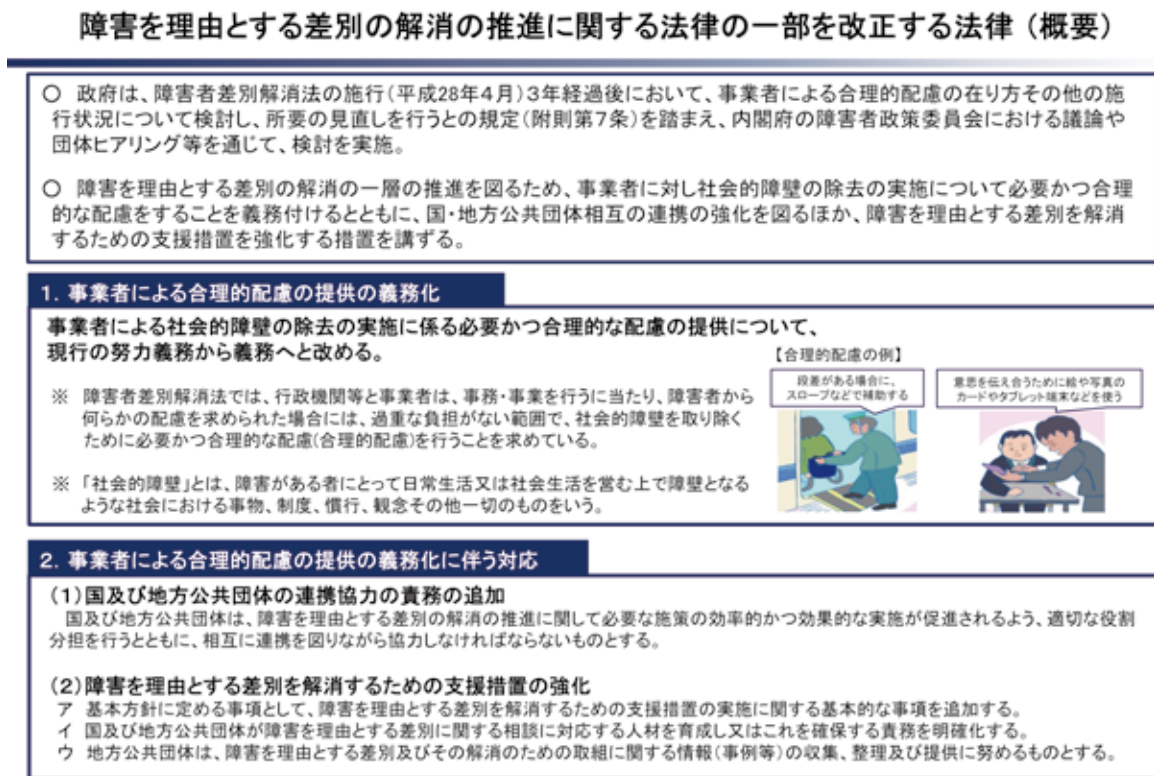 障害を理由とする差別の解消の推進に関する法律の一部を改正する法律（概要）
○ 政府は、障害者差別解消法の施行（平成28年4月）3年経過後において、事業者による合理的配慮の在り方その他の施
行状況について検討し、所要の見直しを行うとの規定（附則第7条）を踏まえ、内閣府の障害者政策委員会における議論や
団体ヒアリング等を通じて、検討を実施。
○ 障害を理由とする差別の解消の一層の推進を図るため、事業者に対し社会的障壁の除去の実施について必要かつ合理
的な配慮をすることを義務付けるとともに、国・地方公共団体相互の連携の強化を図るほか、障害を理由とする差別を解消
するための支援措置を強化する措置を講ずる。
1．事業者による合理的配慮の提供の義務化
事業者による社会的障壁の除去の実施に係る必要かつ合理的な配慮の提供について、
現行の努力義務から義務へと改める。
※ 障害者差別解消法では、行政機関等と事業者は、事務・事業を行うに当たり、障害者から
何らかの配慮を求められた場合には、過重な負担がない範囲で、社会的障壁を取り除く
ために必要かつ合理的な配慮（合理的配慮）を行うことを求めている。
※ 「社会的障壁」とは、障害がある者にとって日常生活又は社会生活を営む上で障壁となる
ような社会における事物、制度、慣行、観念その他一切のものをいう。
【合理的配慮の例】
段差がある場合に、
スロープなどで補助する
意思を伝え合うために絵や写真の
カードやタブレット端末などを使う
2．事業者による合理的配慮の提供の義務化に伴う対応
（1）国及び地方公共団体の連携協力の責務の追加
国及び地方公共団体は、障害を理由とする差別の解消の推進に関して必要な施策の効率的かつ効果的な実施が促進されるよう、適切な役割
分担を行うとともに、相互に連携を図りながら協力しなければならないものとする。
（2）障害を理由とする差別を解消するための支援措置の強化
ア 基本方針に定める事項として、障害を理由とする差別を解消するための支援措置の実施に関する基本的な事項を追加する。
イ 国及び地方公共団体が障害を理由とする差別に関する相談に対応する人材を育成し又はこれを確保する責務を明確化する。
ウ 地方公共団体は、障害を理由とする差別及びその解消のための取組に関する情報（事例等）の収集、整理及び提供に努めるものとする。